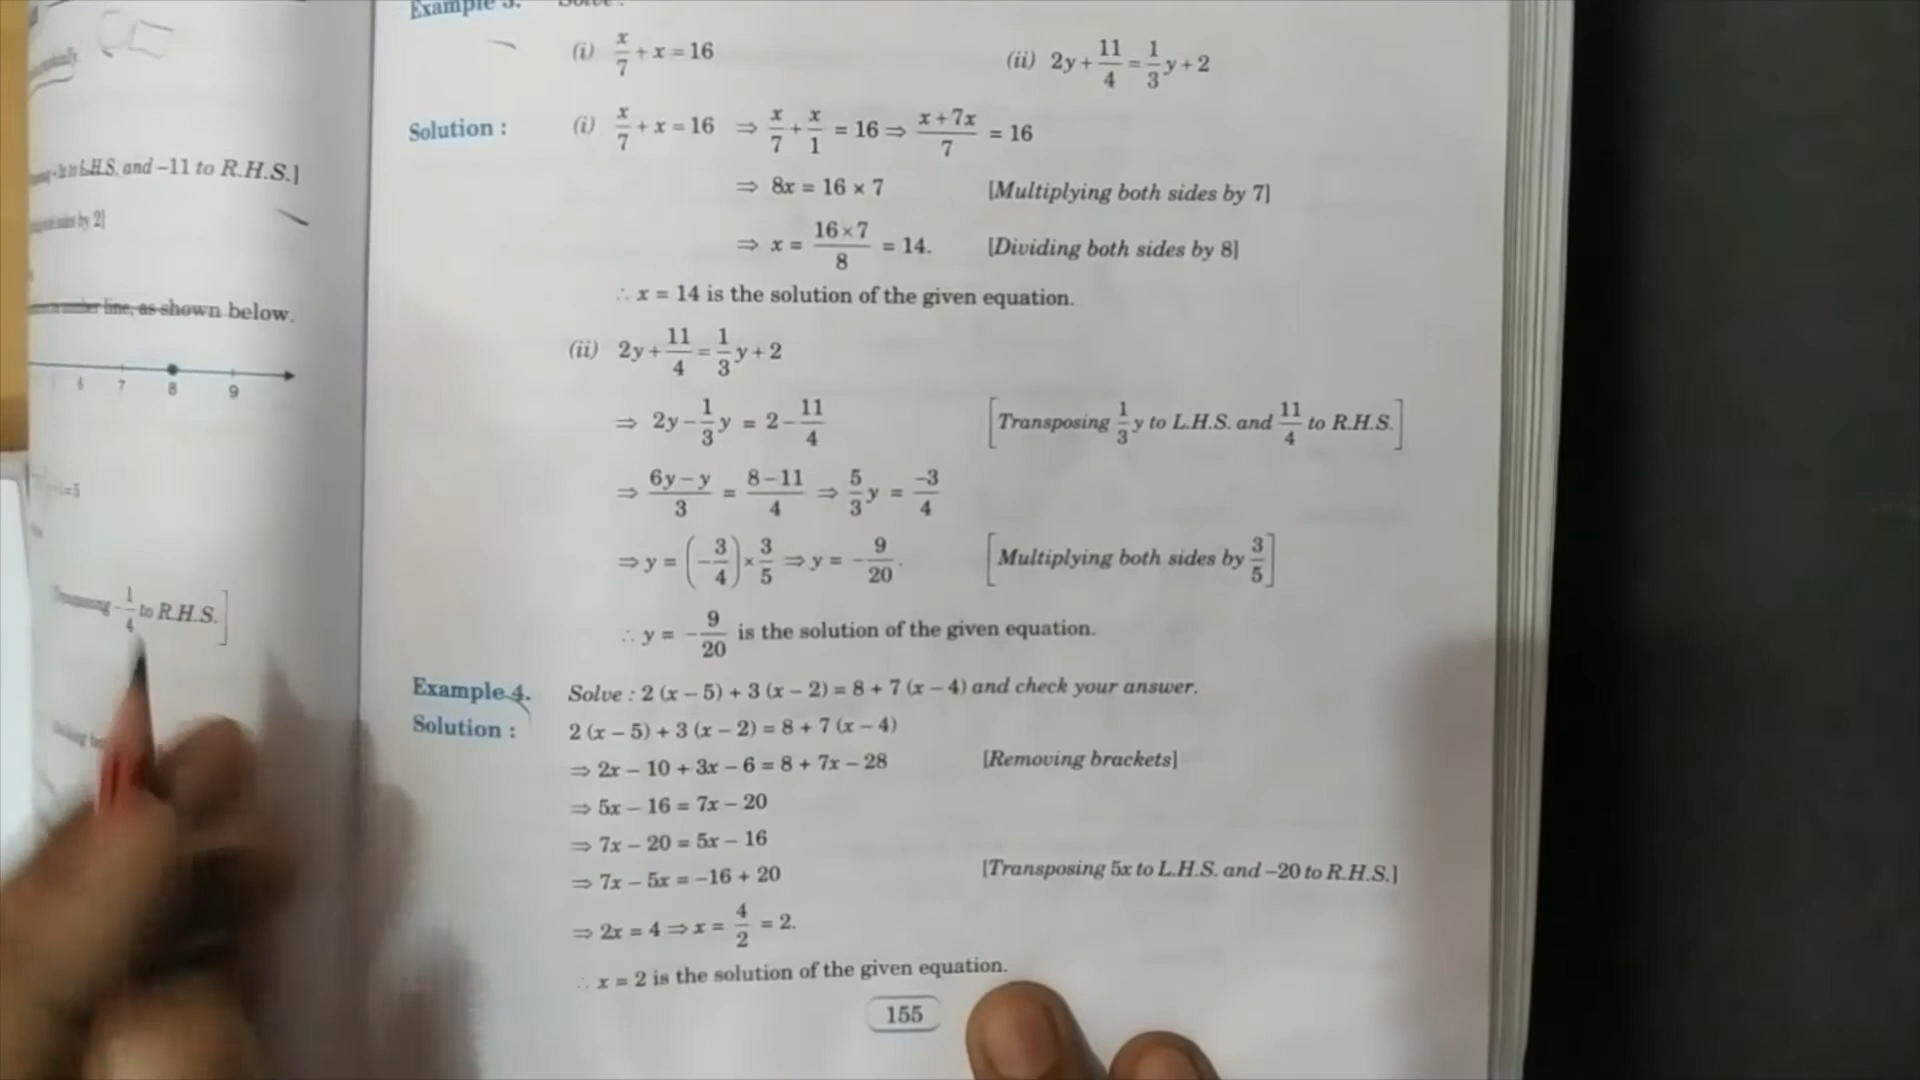 L.H.S. and –11 to R.H.S.]
by 2]
line, as shown below.
6 7 8 9
=5
-1/4 to R.H.S.]
Example 3. Solve :
(i) x/7 + x = 16 (ii) 2y + 11/4 = 1/3 y + 2
Solution : (i) x/7 + x = 16 ⇒ x/7 + x/1 = 16 ⇒ (x + 7x)/7 = 16
⇒ 8x = 16 × 7 [Multiplying both sides by 7]
⇒ x = (16 × 7)/8 = 14. [Dividing both sides by 8]
∴ x = 14 is the solution of the given equation.
(ii) 2y + 11/4 = 1/3 y + 2
⇒ 2y – 1/3 y = 2 – 11/4 [Transposing 1/3 y to L.H.S. and 11/4 to R.H.S.]
⇒ (6y – y)/3 = (8 – 11)/4 ⇒ 5/3 y = –3/4
⇒ y = (–3/4) × 3/5 ⇒ y = –9/20. [Multiplying both sides by 3/5]
∴ y = –9/20 is the solution of the given equation.
Example 4. Solve : 2 (x – 5) + 3 (x – 2) = 8 + 7 (x – 4) and check your answer.
Solution : 2 (x – 5) + 3 (x – 2) = 8 + 7 (x – 4)
⇒ 2x – 10 + 3x – 6 = 8 + 7x – 28 [Removing brackets]
⇒ 5x – 16 = 7x – 20
⇒ 7x – 20 = 5x – 16
⇒ 7x – 5x = –16 + 20 [Transposing 5x to L.H.S. and –20 to R.H.S.]
⇒ 2x = 4 ⇒ x = 4/2 = 2.
∴ x = 2 is the solution of the given equation.
155